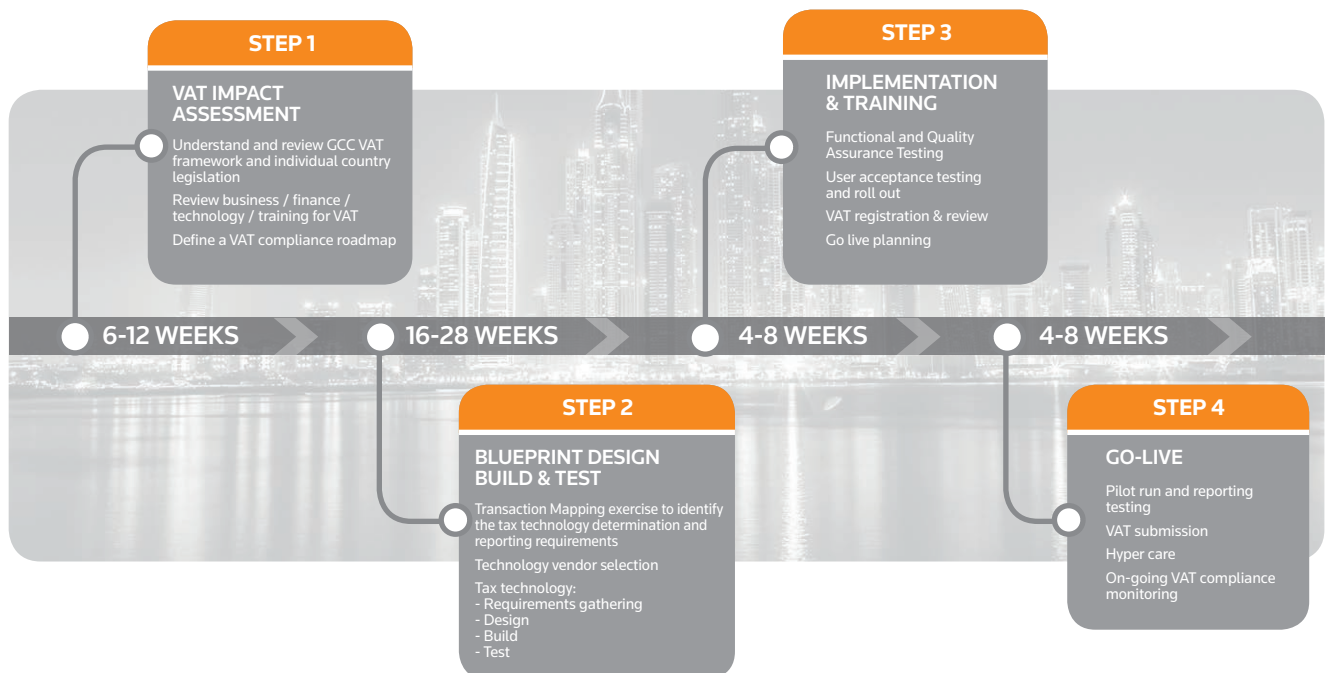 STEP 1
VAT IMPACT
ASSESSMENT
Understand and review GCC VAT
framework and individual country
legislation
Review business / finance /
technology / training for VAT
Define a VAT compliance roadmap
STEP 3
IMPLEMENTATION
& TRAINING
Functional and Quality
Assurance Testing
User acceptance testing
and roll out
VAT registration & review
Go live planning
6-12 WEEKS
16-28 WEEKS
4-8 WEEKS
4-8 WEEKS
STEP 2
BLUEPRINT DESIGN
BUILD & TEST
Transaction Mapping exercise to identify
the tax technology determination and
reporting requirements
Technology vendor selection
Tax technology:
- Requirements gathering
- Design
- Build
- Test
STEP 4
GO-LIVE
Pilot run and reporting
testing
VAT submission
Hyper care
On-going VAT compliance
monitoring